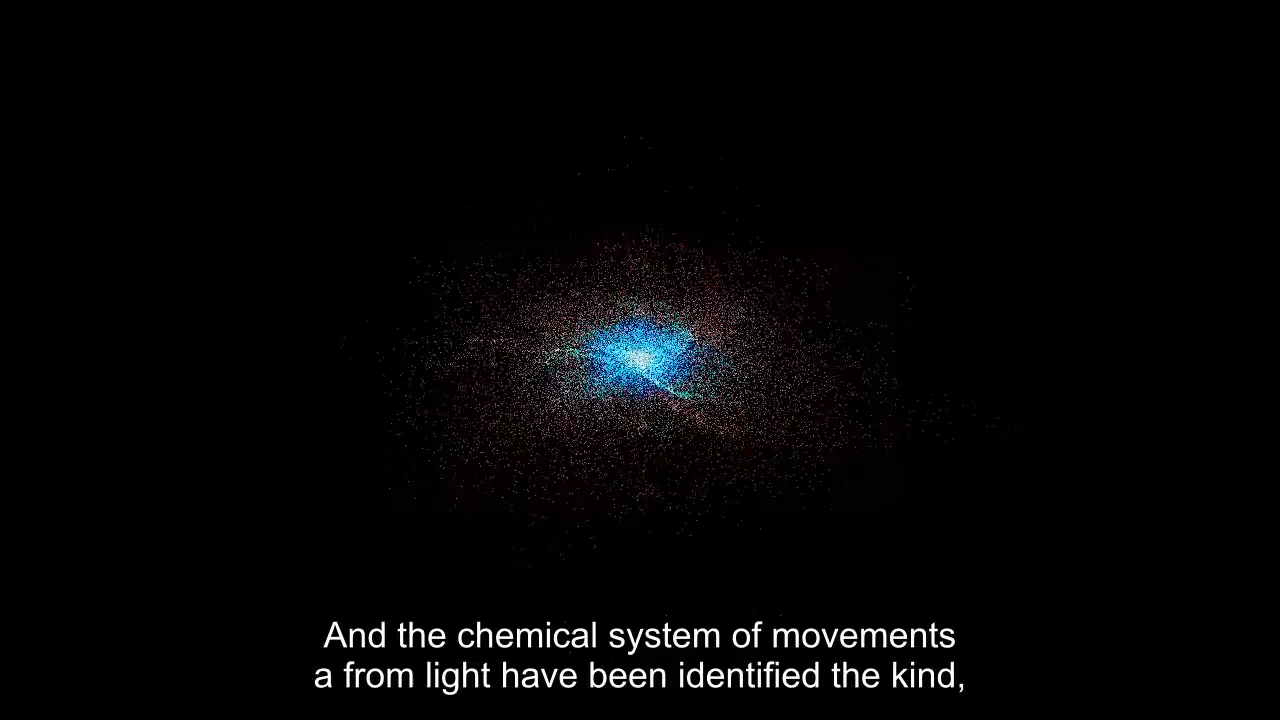 And the chemical system of movements
a from light have been identified the kind,